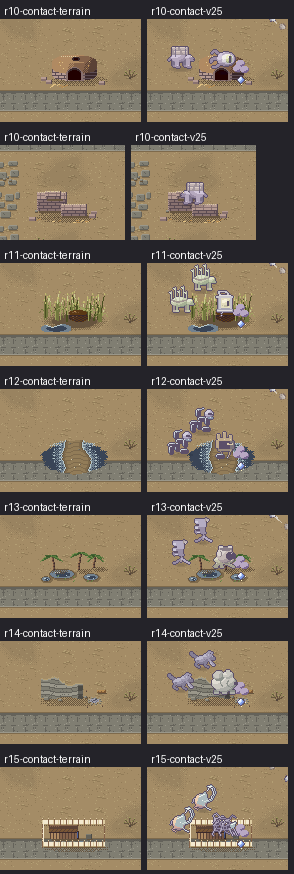 r10-contact-terrain r10-contact-v25
r10-contact-terrain r10-contact-v25
r11-contact-terrain r11-contact-v25
r12-contact-terrain r12-contact-v25
r13-contact-terrain r13-contact-v25
r14-contact-terrain r14-contact-v25
r15-contact-terrain r15-contact-v25